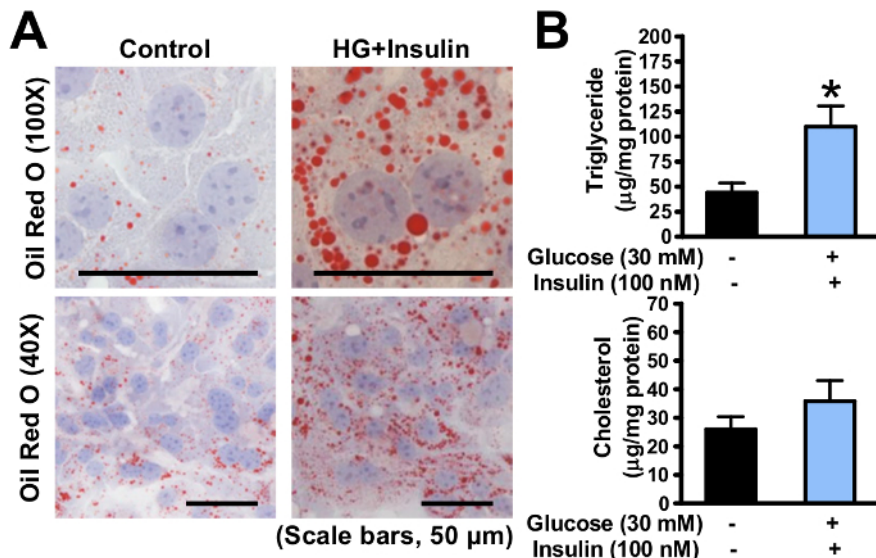 A
Control
HG+Insulin
Oil Red O (100X)
Oil Red O (40X)
(Scale bars, 50 µm)
B
Triglyceride
(µg/mg protein)
200
175
150
125
100
75
50
25
0
*
Glucose (30 mM) - +
Insulin (100 nM) - +
Cholesterol
(µg/mg protein)
70
60
50
40
30
20
10
0
Glucose (30 mM) - +
Insulin (100 nM) - +